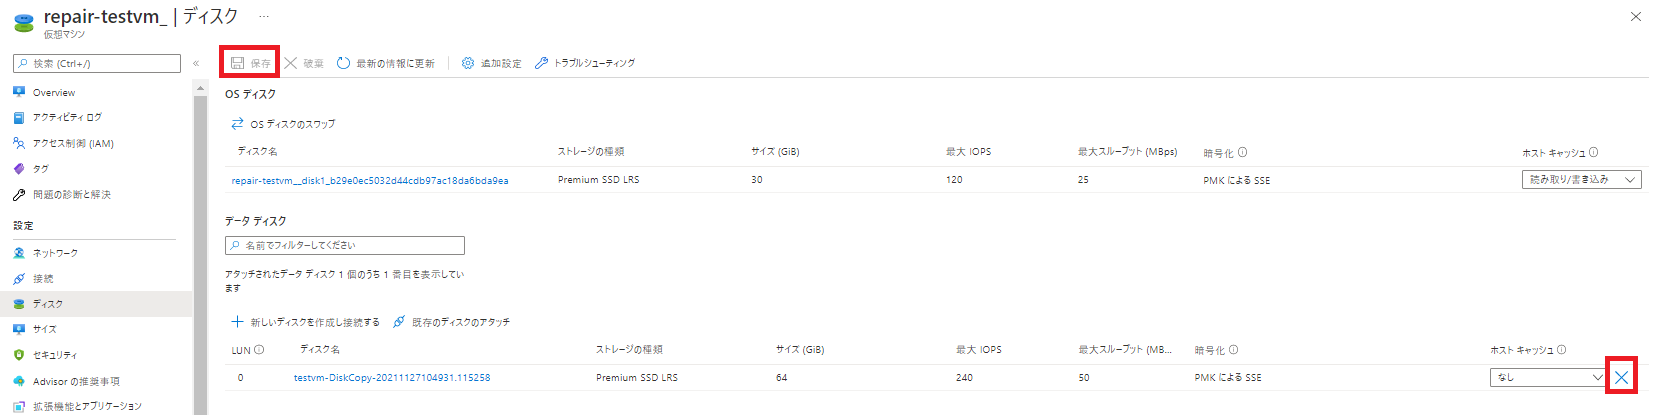 repair-testvm_ | ディスク ...
仮想マシン
検索 (Ctrl+/)
«
保存 破棄 最新の情報に更新 追加設定 トラブルシューティング
Overview
アクティビティ ログ
アクセス制御 (IAM)
タグ
問題の診断と解決
設定
ネットワーク
接続
ディスク
サイズ
セキュリティ
Advisor の推奨事項
拡張機能とアプリケーション
OS ディスク
OS ディスクのスワップ
ディスク名 ストレージの種類 サイズ (GiB) 最大 IOPS 最大スループット (MBps) 暗号化 ホスト キャッシュ
repair-testvm__disk1_b29e0ec5032d44cdb97ac18da6bda9ea Premium SSD LRS 30 120 25 PMK による SSE 読み取り/書き込み
データ ディスク
名前でフィルターしてください
アタッチされたデータ ディスク 1 個のうち 1 番目を表示してい
ます
新しいディスクを作成し接続する 既存のディスクのアタッチ
LUN ディスク名 ストレージの種類 サイズ (GiB) 最大 IOPS 最大スループット (MB... 暗号化 ホスト キャッシュ
0 testvm-DiskCopy-20211127104931.115258 Premium SSD LRS 64 240 50 PMK による SSE なし